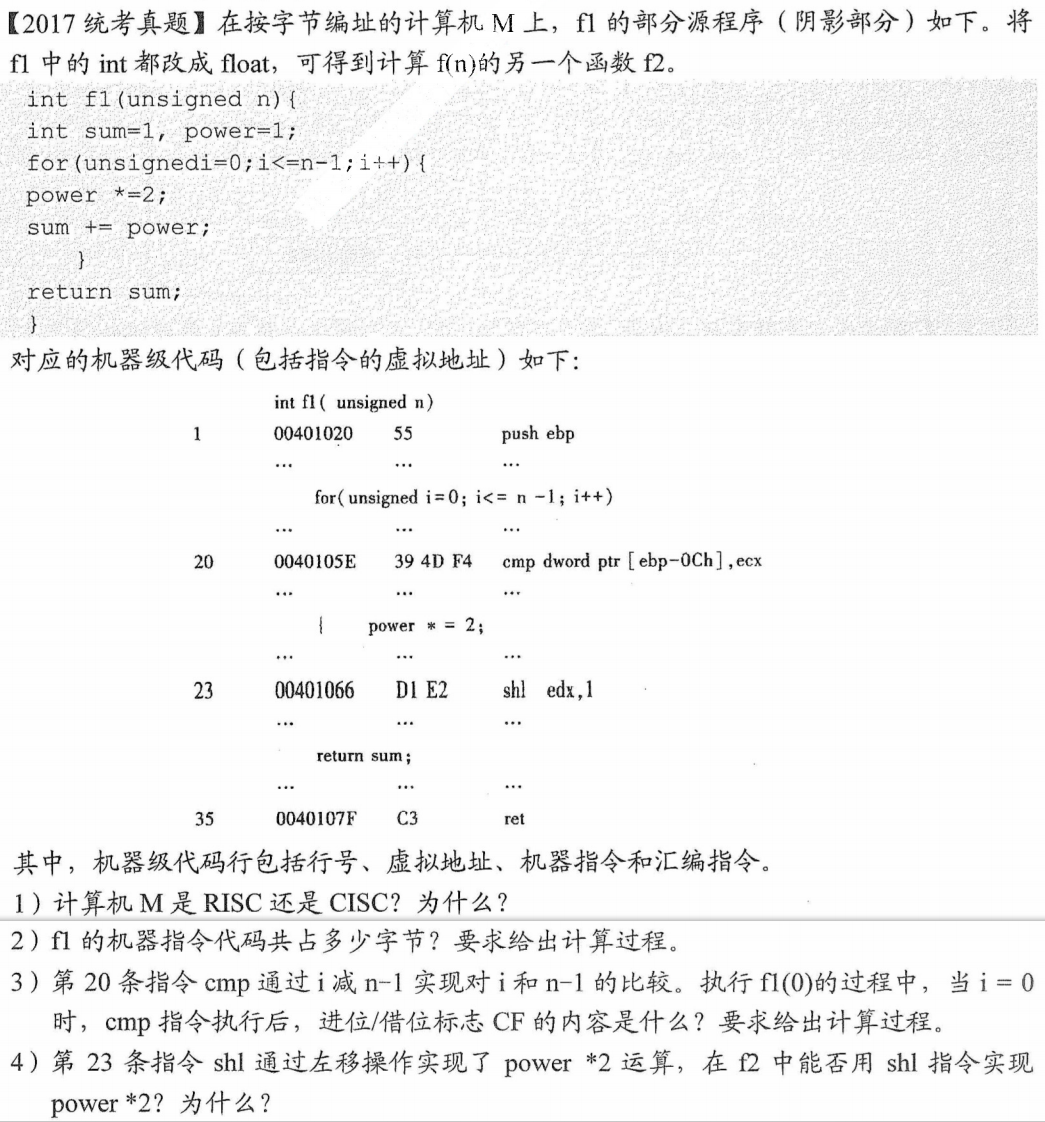 【2017 统考真题】在按字节编址的计算机 M 上，f1 的部分源程序（阴影部分）如下。将
f1 中的 int 都改成 float，可得到计算 f(n)的另一个函数 f2。
int f1(unsigned n){
int sum=1, power=1;
for(unsignedi=0;i<=n-1;i++){
power *=2;
sum += power;
}
return sum;
}
对应的机器级代码（包括指令的虚拟地址）如下：
int f1( unsigned n)
1 00401020 55 push ebp
… … …
for( unsigned i=0; i<= n -1; i++)
… … …
20 0040105E 39 4D F4 cmp dword ptr [ebp-0Ch],ecx
… … …
{ power * = 2;
… … …
23 00401066 D1 E2 shl edx,1
… … …
return sum;
… … …
35 0040107F C3 ret
其中，机器级代码行包括行号、虚拟地址、机器指令和汇编指令。
1）计算机 M 是 RISC 还是 CISC？为什么？
2）f1 的机器指令代码共占多少字节？要求给出计算过程。
3）第 20 条指令 cmp 通过 i 减 n-1 实现对 i 和 n-1 的比较。执行 f1(0)的过程中，当 i = 0
时，cmp 指令执行后，进位/借位标志 CF 的内容是什么？要求给出计算过程。
4）第 23 条指令 shl 通过左移操作实现了 power *2 运算，在 f2 中能否用 shl 指令实现
power *2？为什么？